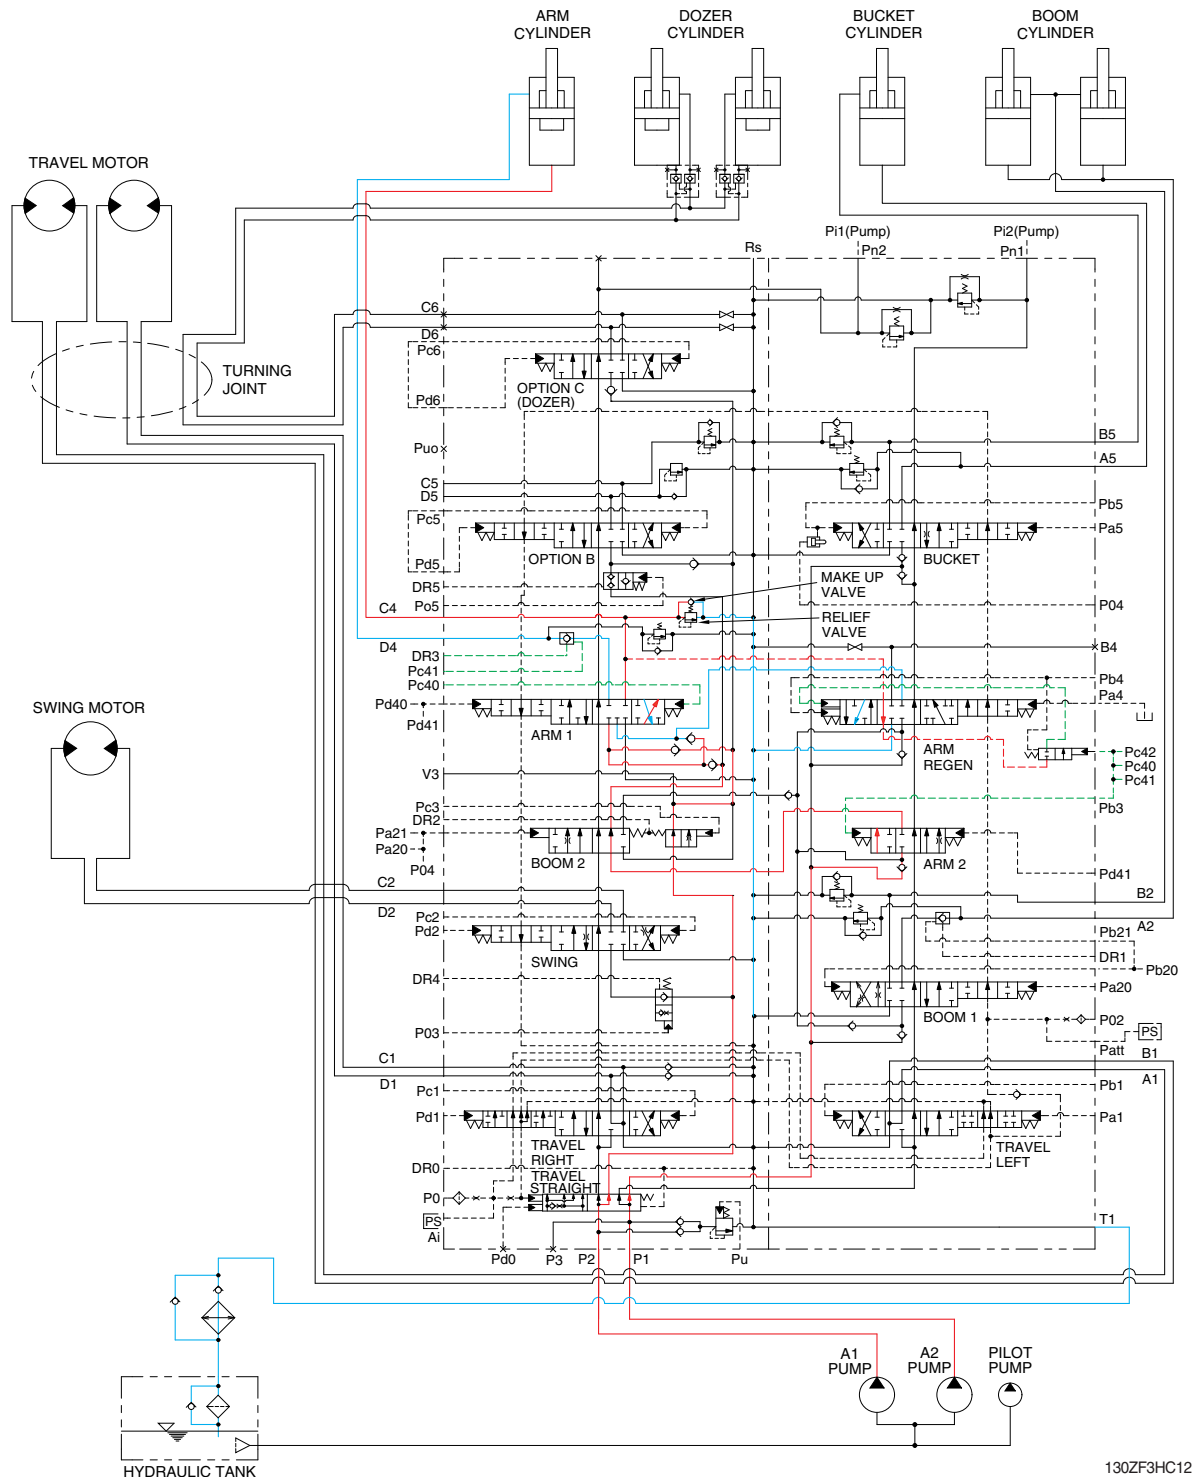 ARM
CYLINDER
DOZER
CYLINDER
BUCKET
CYLINDER
BOOM
CYLINDER
TRAVEL MOTOR
TURNING
JOINT
SWING MOTOR
Rs
Pi1(Pump)
Pn2
Pi2(Pump)
Pn1
C6
D6
Pc6
Pd6
OPTION C
(DOZER)
Puo
C5
D5
Pc5
Pd5
OPTION B
DR5
Po5
C4
D4
DR3
Pc41
Pc40
Pd40
Pd41
ARM 1
V3
Pc3
DR2
Pa21
Pa20
P04
BOOM 2
C2
D2
Pc2
Pd2
SWING
DR4
P03
C1
D1
Pc1
Pd1
TRAVEL
RIGHT
DR0
TRAVEL
STRAIGHT
P0
PS
Ai
Pd0
P3
P2
P1
Pu
B5
A5
Pb5
Pa5
BUCKET
MAKE UP
VALVE
P04
RELIEF
VALVE
B4
Pb4
Pa4
ARM
REGEN
Pc42
Pc40
Pc41
Pb3
ARM 2
Pd41
B2
A2
Pb21
DR1
Pb20
Pa20
BOOM 1
P02
PS
Patt
B1
A1
Pb1
Pa1
TRAVEL
LEFT
T1
A1
PUMP
A2
PUMP
PILOT
PUMP
HYDRAULIC TANK
130ZF3HC12